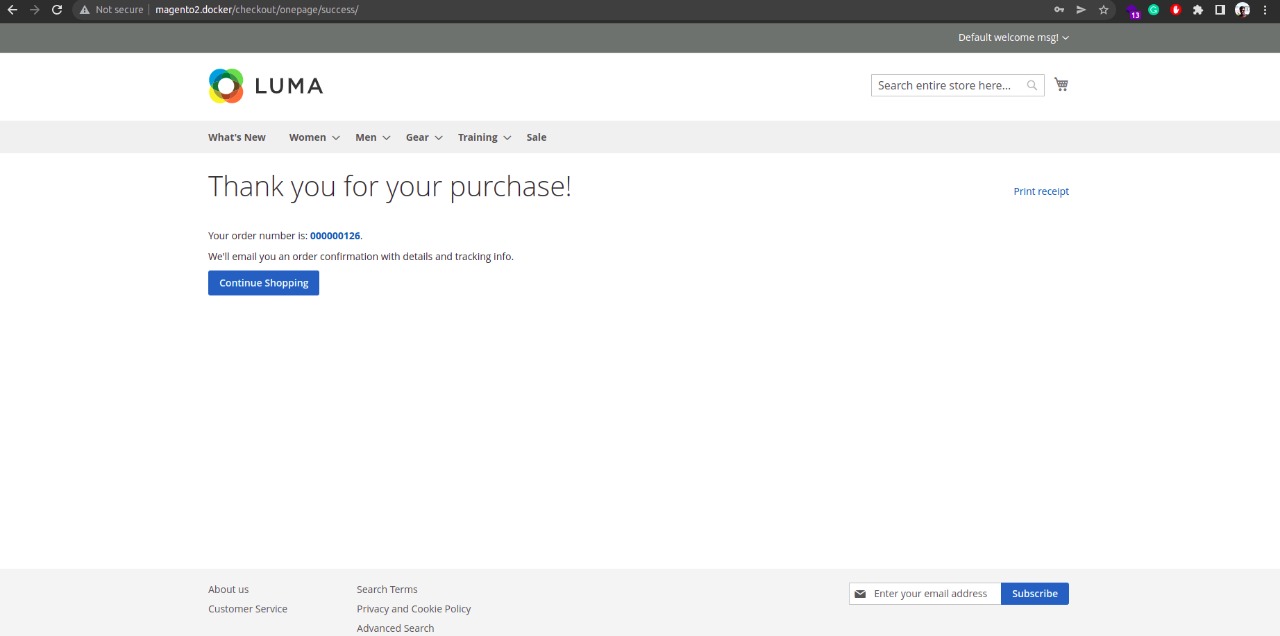 Not secure | magento2.docker/checkout/onepage/success/
13
Default welcome msg!
LUMA
Search entire store here...
What's New Women Men Gear Training Sale
Thank you for your purchase!
Print receipt
Your order number is: 000000126.
We'll email you an order confirmation with details and tracking info.
Continue Shopping
About us
Customer Service
Search Terms
Privacy and Cookie Policy
Advanced Search
Enter your email address
Subscribe